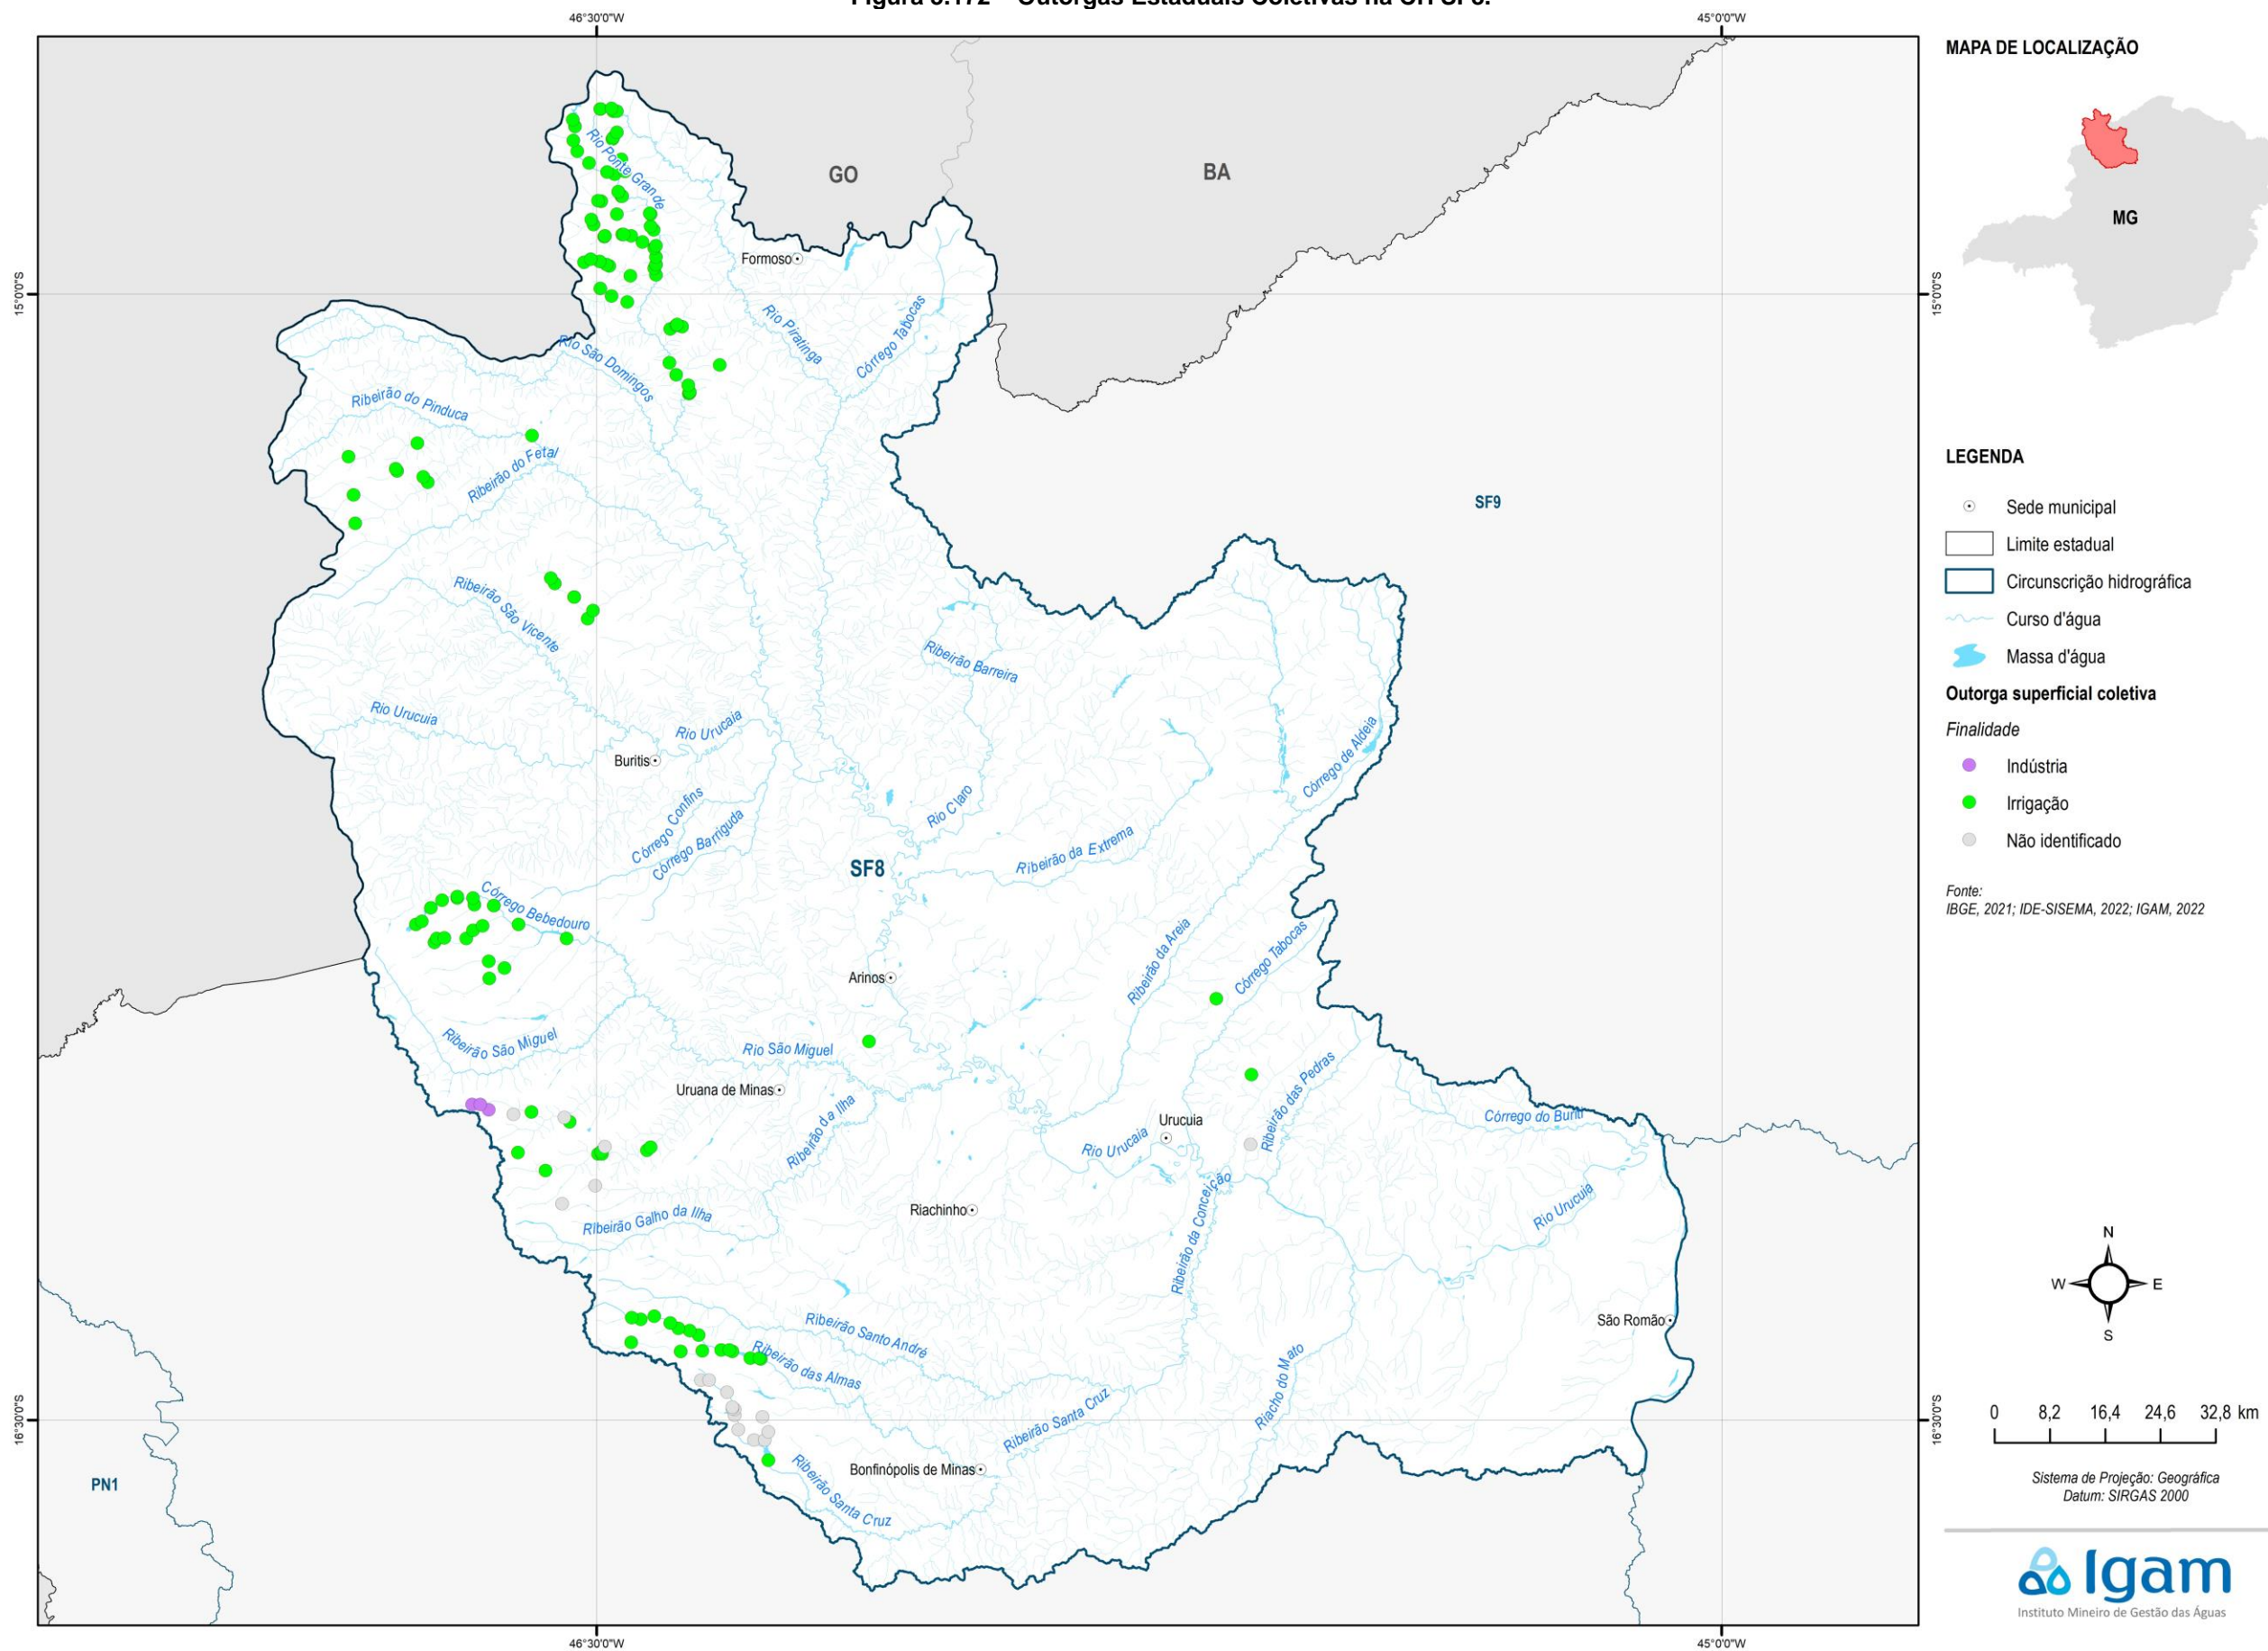 Figura 3.172 – Outorgas Estaduais Coletivas na CH SF8.
46°30'0"W
45°0'0"W
15°0'0"S
15°0'0"S
GO
BA
Rio Ponte Grande
Formoso
Rio Piratinga
Córrego Tabocas
Rio São Domingos
Ribeirão do Pinduca
Ribeirão do Fetal
SF9
Ribeirão São Vicente
Ribeirão Barreira
Rio Urucuia
Rio Urucaia
Buritis
Córrego de Aldeia
Córrego Confins
Córrego Barriguda
Rio Claro
Ribeirão da Extrema
SF8
Córrego Bebedouro
Ribeirão da Areia
Córrego Tabocas
Arinos
Ribeirão São Miguel
Rio São Miguel
Uruana de Minas
Ribeirão da Ilha
Ribeirão das Pedras
Córrego do Buriti
Urucuia
Rio Urucaia
Ribeirão da Conceição
Rio Urucuia
Riachinho
RIbeirão Galho da Ilha
São Romão
Ribeirão Santo André
Ribeirão das Almas
Riacho do Mato
Ribeirão Santa Cruz
Bonfinópolis de Minas
Ribeirão Santa Cruz
PN1
16°30'0"S
16°30'0"S
46°30'0"W
45°0'0"W
MAPA DE LOCALIZAÇÃO
MG
LEGENDA
Sede municipal
Limite estadual
Circunscrição hidrográfica
Curso d'água
Massa d'água
Outorga superficial coletiva
Finalidade
Indústria
Irrigação
Não identificado
Fonte:
IBGE, 2021; IDE-SISEMA, 2022; IGAM, 2022
N
W E
S
0 8,2 16,4 24,6 32,8 km
Sistema de Projeção: Geográfica
Datum: SIRGAS 2000
Igam
Instituto Mineiro de Gestão das Águas